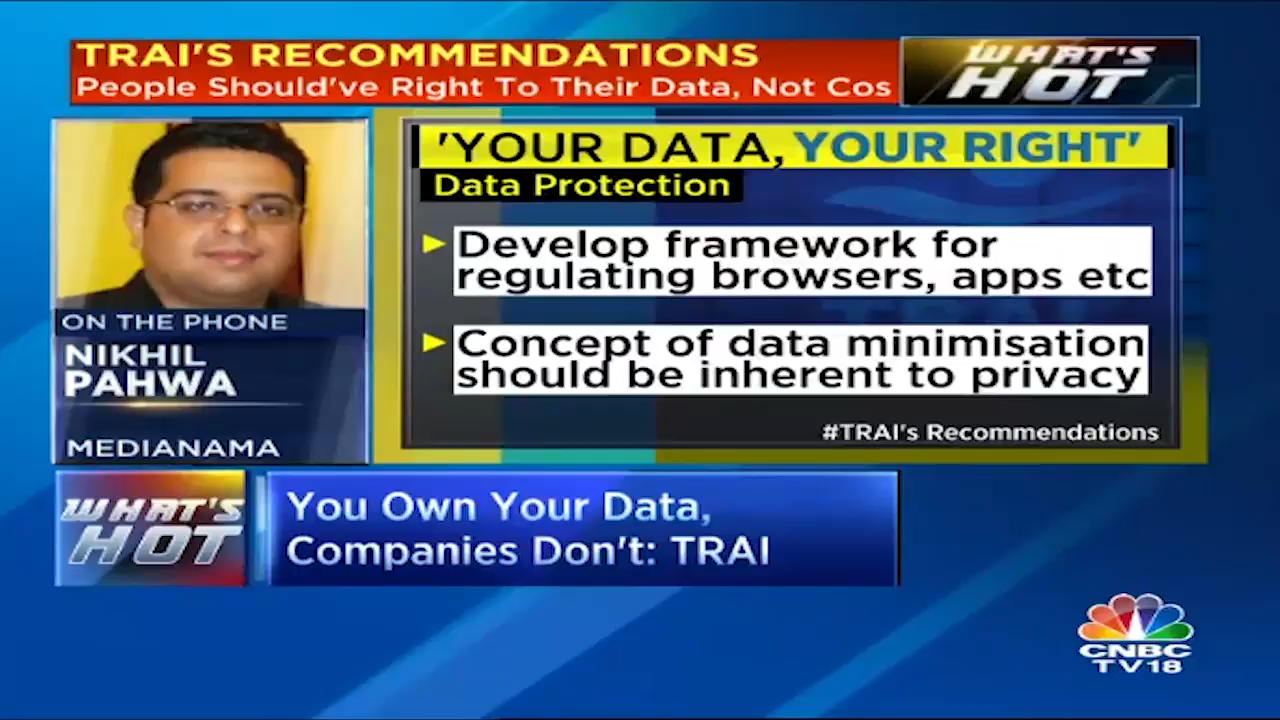 TRAI'S RECOMMENDATIONS
People Should've Right To Their Data, Not Cos
WHAT'S
HOT
'YOUR DATA, YOUR RIGHT'
Data Protection
Develop framework for
regulating browsers, apps etc
Concept of data minimisation
should be inherent to privacy
#TRAI's Recommendations
ON THE PHONE
NIKHIL
PAHWA
MEDIANAMA
WHAT'S
HOT
You Own Your Data,
Companies Don't: TRAI
CNBC
TV18